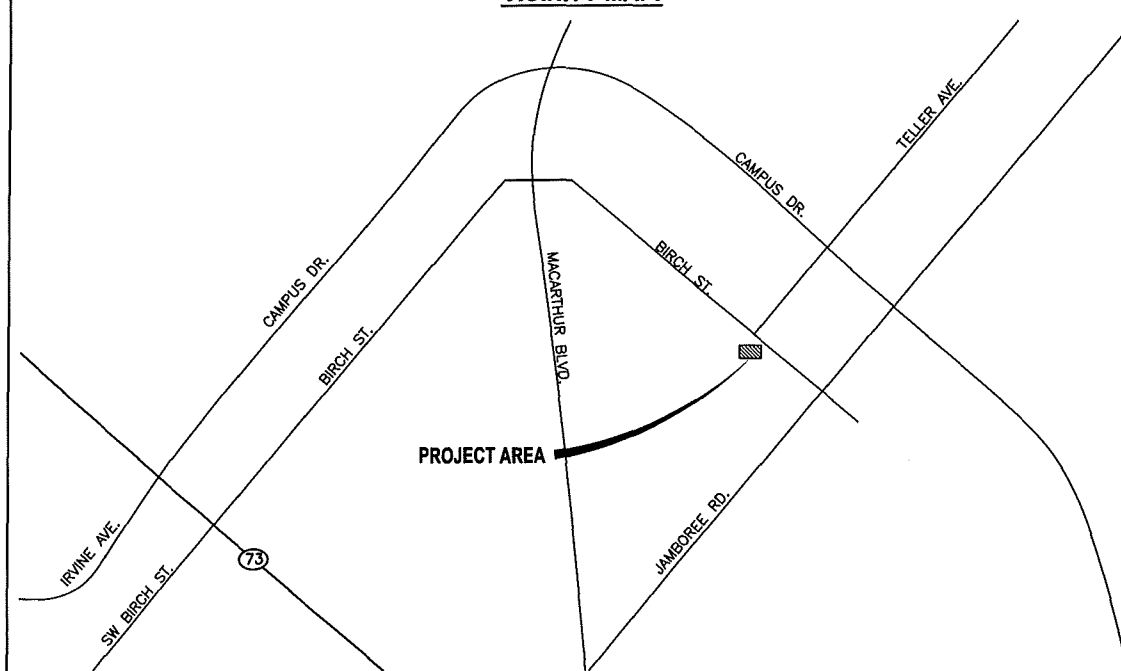 TELLER AVE.
CAMPUS DR.
BIRCH ST.
MACARTHUR BLVD.
CAMPUS DR.
BIRCH ST.
PROJECT AREA
JAMBOREE RD.
IRVINE AVE.
73
SW BIRCH ST.